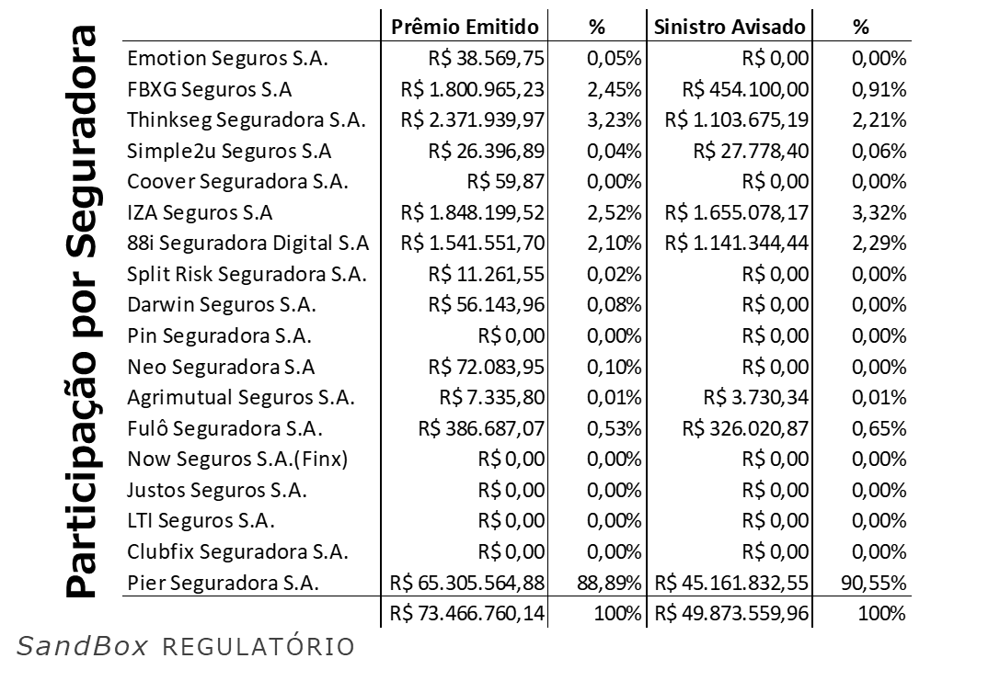 Participação por Seguradora
Prêmio Emitido % Sinistro Avisado %
Emotion Seguros S.A. R$ 38.569,75 0,05% R$ 0,00 0,00%
FBXG Seguros S.A R$ 1.800.965,23 2,45% R$ 454.100,00 0,91%
Thinkseg Seguradora S.A. R$ 2.371.939,97 3,23% R$ 1.103.675,19 2,21%
Simple2u Seguros S.A R$ 26.396,89 0,04% R$ 27.778,40 0,06%
Coover Seguradora S.A. R$ 59,87 0,00% R$ 0,00 0,00%
IZA Seguros S.A R$ 1.848.199,52 2,52% R$ 1.655.078,17 3,32%
88i Seguradora Digital S.A R$ 1.541.551,70 2,10% R$ 1.141.344,44 2,29%
Split Risk Seguradora S.A. R$ 11.261,55 0,02% R$ 0,00 0,00%
Darwin Seguros S.A. R$ 56.143,96 0,08% R$ 0,00 0,00%
Pin Seguradora S.A. R$ 0,00 0,00% R$ 0,00 0,00%
Neo Seguradora S.A R$ 72.083,95 0,10% R$ 0,00 0,00%
Agrimutual Seguros S.A. R$ 7.335,80 0,01% R$ 3.730,34 0,01%
Fulô Seguradora S.A. R$ 386.687,07 0,53% R$ 326.020,87 0,65%
Now Seguros S.A.(Finx) R$ 0,00 0,00% R$ 0,00 0,00%
Justos Seguros S.A. R$ 0,00 0,00% R$ 0,00 0,00%
LTI Seguros S.A. R$ 0,00 0,00% R$ 0,00 0,00%
Clubfix Seguradora S.A. R$ 0,00 0,00% R$ 0,00 0,00%
Pier Seguradora S.A. R$ 65.305.564,88 88,89% R$ 45.161.832,55 90,55%
R$ 73.466.760,14 100% R$ 49.873.559,96 100%
SandBox REGULATÓRIO